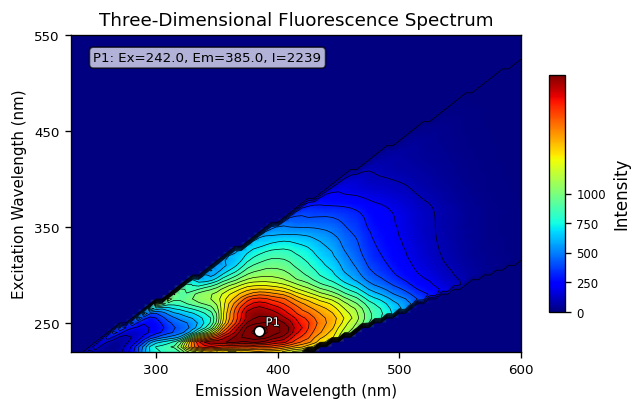 Three-Dimensional Fluorescence Spectrum
P1: Ex=242.0, Em=385.0, I=2239
550
450
350
250
Excitation Wavelength (nm)
P1
300
400
500
600
Emission Wavelength (nm)
1000
750
500
250
0
Intensity